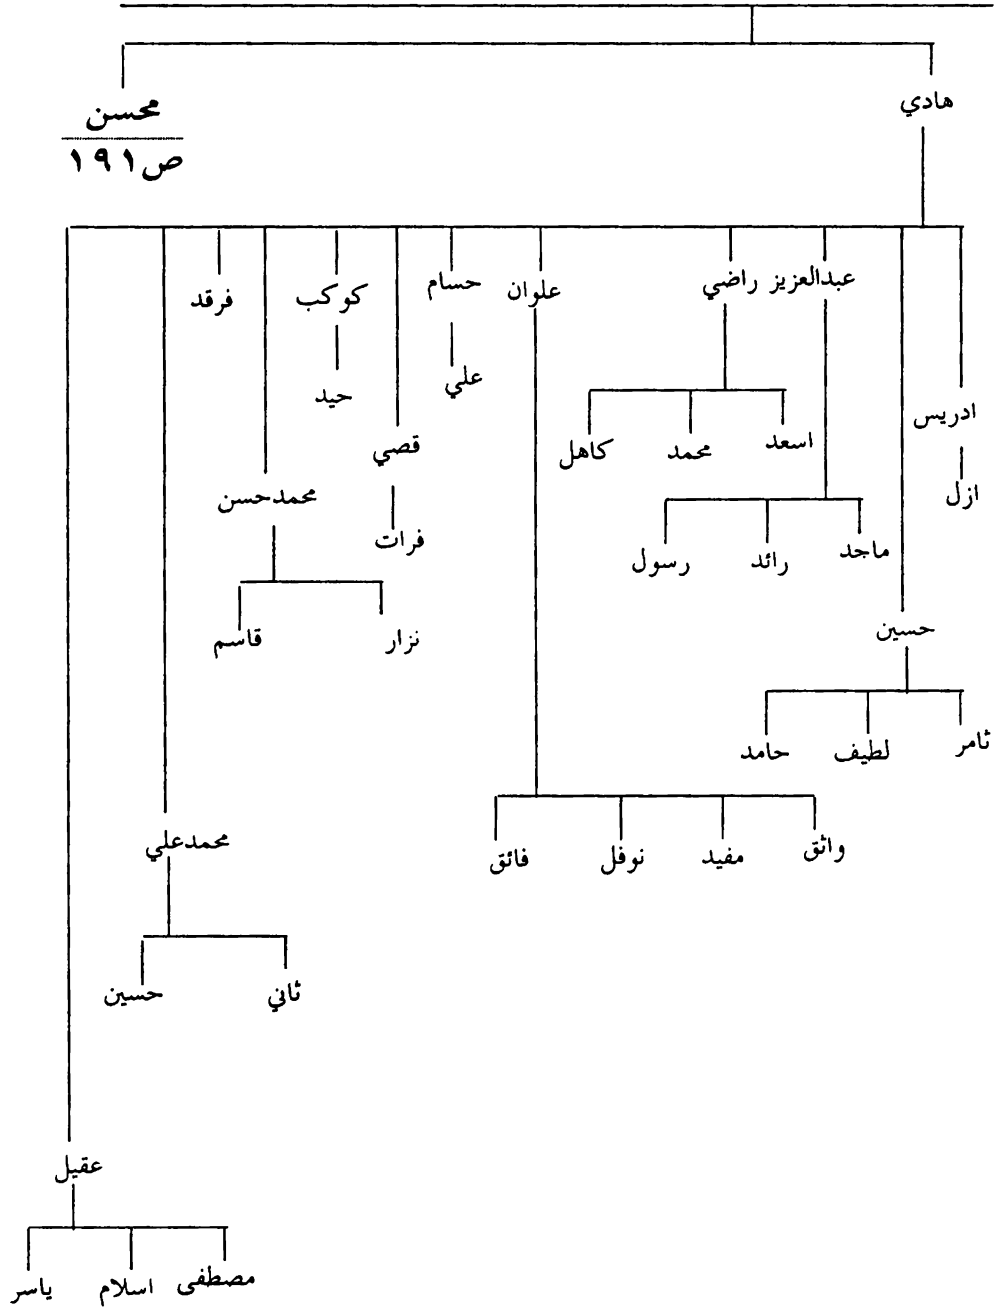 هادي
محسن
ص١٩١
ادريس
ازل
حسين
ثامر
لطيف
حامد
عبدالعزيز
ماجد
رائد
رسول
راضي
اسعد
محمد
كاهل
علوان
واثق
مفيد
نوفل
فائق
حسام
علي
قصي
فرات
كوكب
حيد
محمدحسن
نزار
قاسم
فرقد
محمدعلي
ثاني
حسين
عقيل
مصطفى
اسلام
ياسر